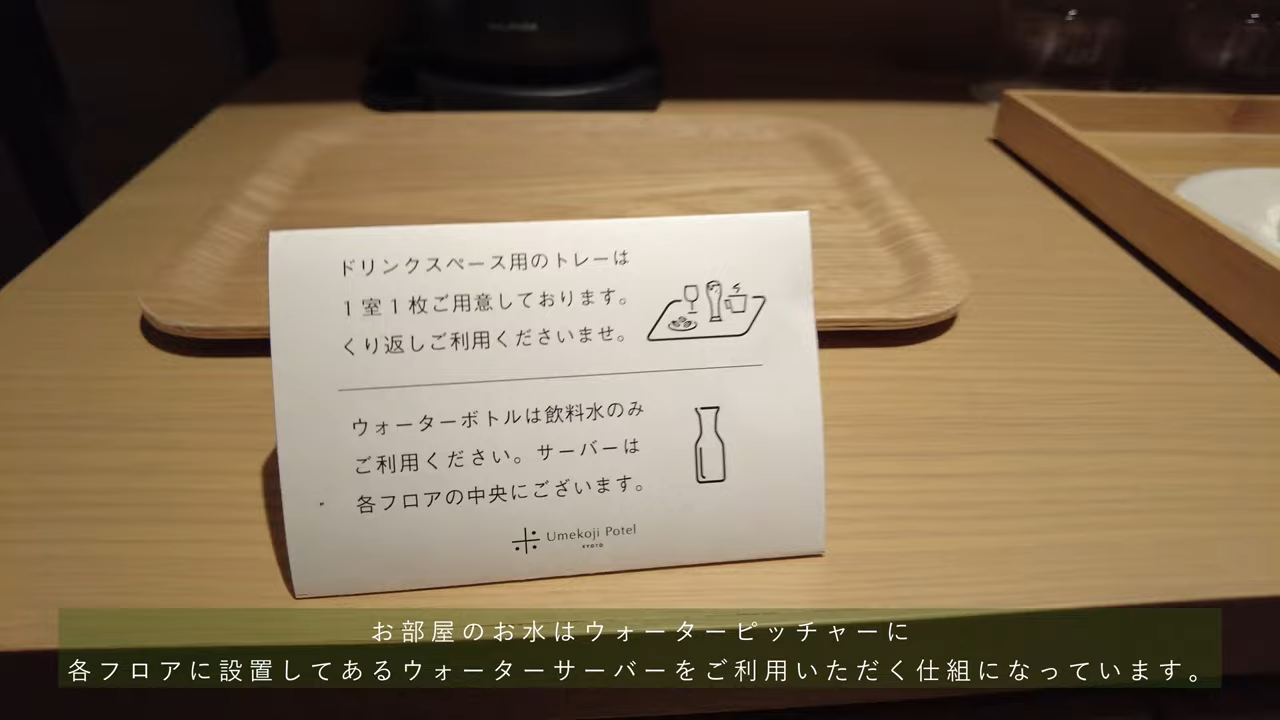 ドリンクスペース用のトレーは
1室1枚ご用意しております。
くり返しご利用くださいませ。
ウォーターボトルは飲料水のみ
ご利用ください。サーバーは
各フロアの中央にございます。
Umekoji Potel
KYOTO
お部屋のお水はウォーターピッチャーに
各フロアに設置してあるウォーターサーバーをご利用いただく仕組になっています。